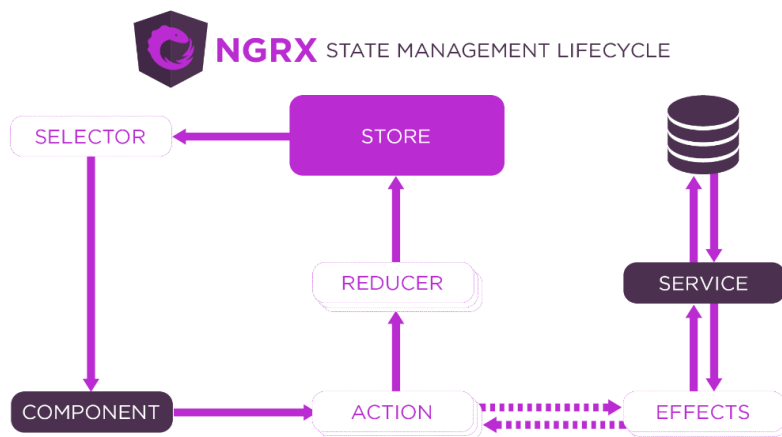 NGRX STATE MANAGEMENT LIFECYCLE
SELECTOR
STORE
REDUCER
SERVICE
COMPONENT
ACTION
EFFECTS